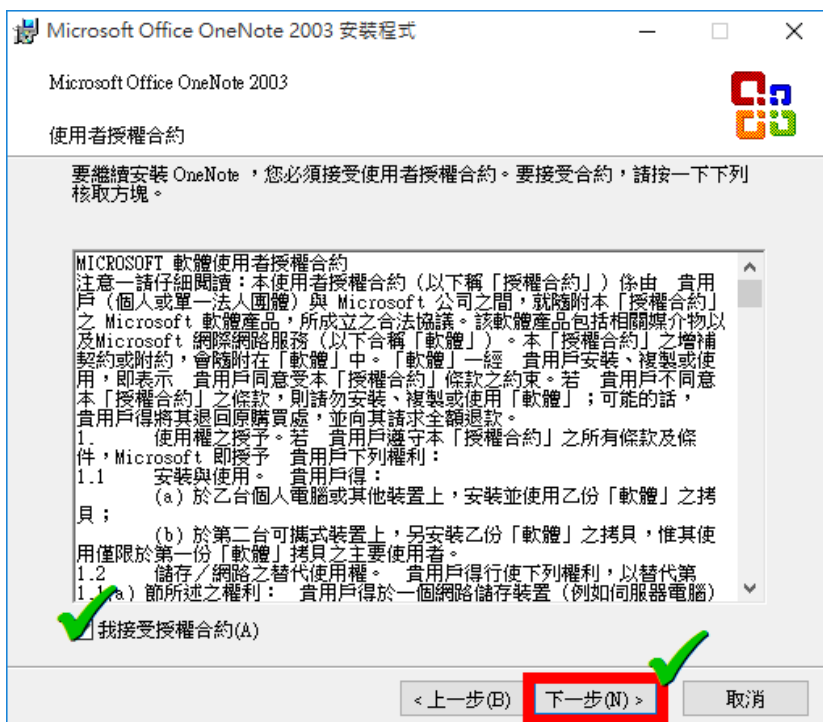 Microsoft Office OneNote 2003 安裝程式
Microsoft Office OneNote 2003
使用者授權合約
要繼續安裝 OneNote ，您必須接受使用者授權合約。要接受合約，請按一下下列
核取方塊。
MICROSOFT 軟體使用者授權合約
注意－請仔細閱讀：本使用者授權合約（以下稱「授權合約」）係由　貴用
戶（個人或單一法人團體）與 Microsoft 公司之間，就隨附本「授權合約」
之 Microsoft 軟體產品，所成立之合法協議。該軟體產品包括相關媒介物以
及Microsoft 網際網路服務（以下合稱「軟體」）。本「授權合約」之增補
契約或附約，會隨附在「軟體」中。「軟體」一經　貴用戶安裝、複製或使
用，即表示　貴用戶同意受本「授權合約」條款之約束。若　貴用戶不同意
本「授權合約」之條款，則請勿安裝、複製或使用「軟體」；可能的話，
貴用戶得將其退回原購買處，並向其請求全額退款。
1.　　使用權之授予。若　貴用戶遵守本「授權合約」之所有條款及條
件，Microsoft 即授予　貴用戶下列權利：
1.1　　安裝與使用。　貴用戶得：
(a) 於乙台個人電腦或其他裝置上，安裝並使用乙份「軟體」之拷
貝；
(b) 於第二台可攜式裝置上，另安裝乙份「軟體」之拷貝，惟其使
用僅限於第一份「軟體」拷貝之主要使用者。
1.2　　儲存／網路之替代使用權。　貴用戶得行使下列權利，以替代第
1.1(a) 節所述之權利：　貴用戶得於一個網路儲存裝置（例如伺服器電腦）
我接受授權合約(A)
< 上一步(B)
下一步(N) >
取消